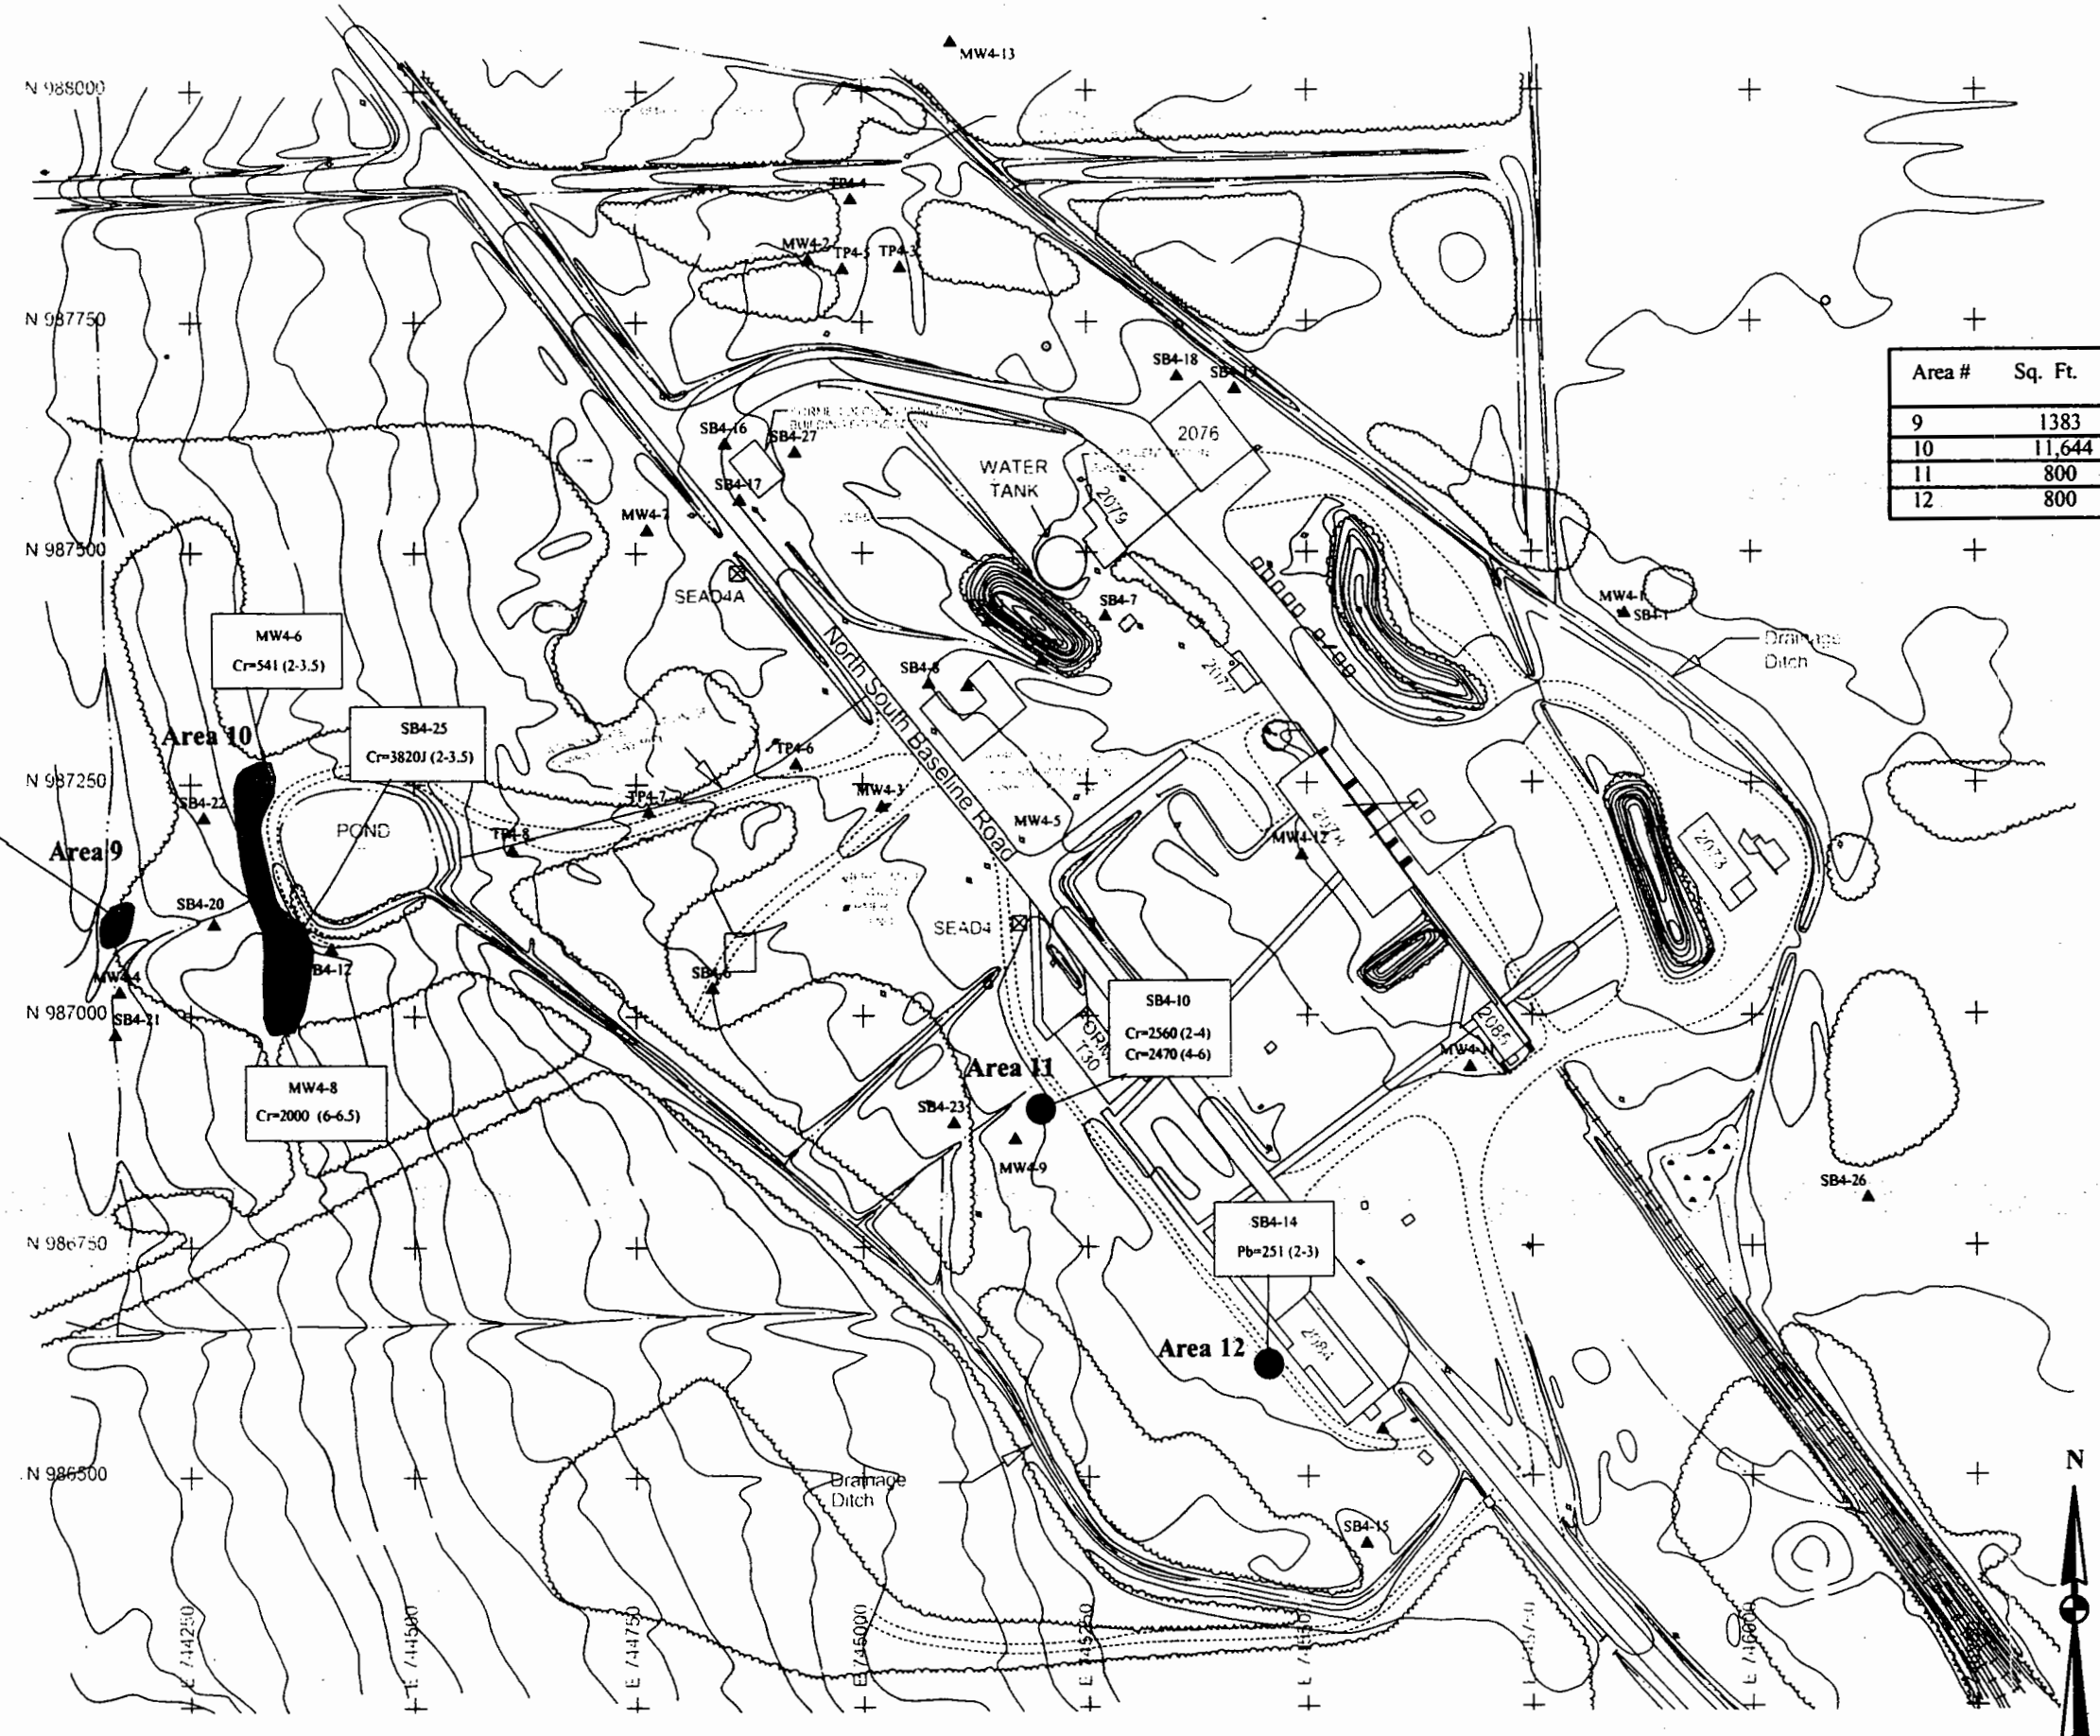 MW4-13
N 988000
TP4-4
MW4-2
TP4-5
TP4-3
N 987750
SB4-18
SB4-19
Area # Sq. Ft.
9 1383
10 11,644
11 800
12 800
SB4-16
SB4-27
2076
WATER
TANK
SB4-17
2079
MW4-7
N 987500
SEAD4A
SB4-7
MW4-1
SB4-1
Drainage
Ditch
MW4-6
Cr=541 (2-3.5)
North South Baseline Road
SB4-8
2077
SB4-25
Cr=3820J (2-3.5)
Area 10
TP4-6
N 987250
SB4-22
TP4-7
MW4-3
POND
TP4-8
MW4-5
MW4-12
2073
Area 9
SB4-20
SEAD4
MW4-4
B4-12
SB4-6
SB4-10
Cr=2560 (2-4)
Cr=2470 (4-6)
N 987000
SB4-21
2085
MW4-11
Area 11
T30
MW4-8
Cr=2000 (6-6.5)
SB4-23
MW4-9
SB4-26
SB4-14
Pb=251 (2-3)
N 986750
Area 12
2084
N 986500
Drainage
Ditch
N
SB4-15
E 744250
E 744500
E 744750
E 745000
E 745250
E 746000